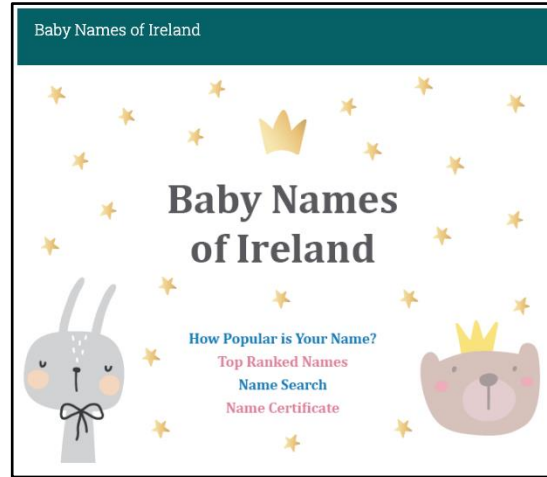 Baby Names of Ireland
Baby Names
of Ireland
How Popular is Your Name?
Top Ranked Names
Name Search
Name Certificate